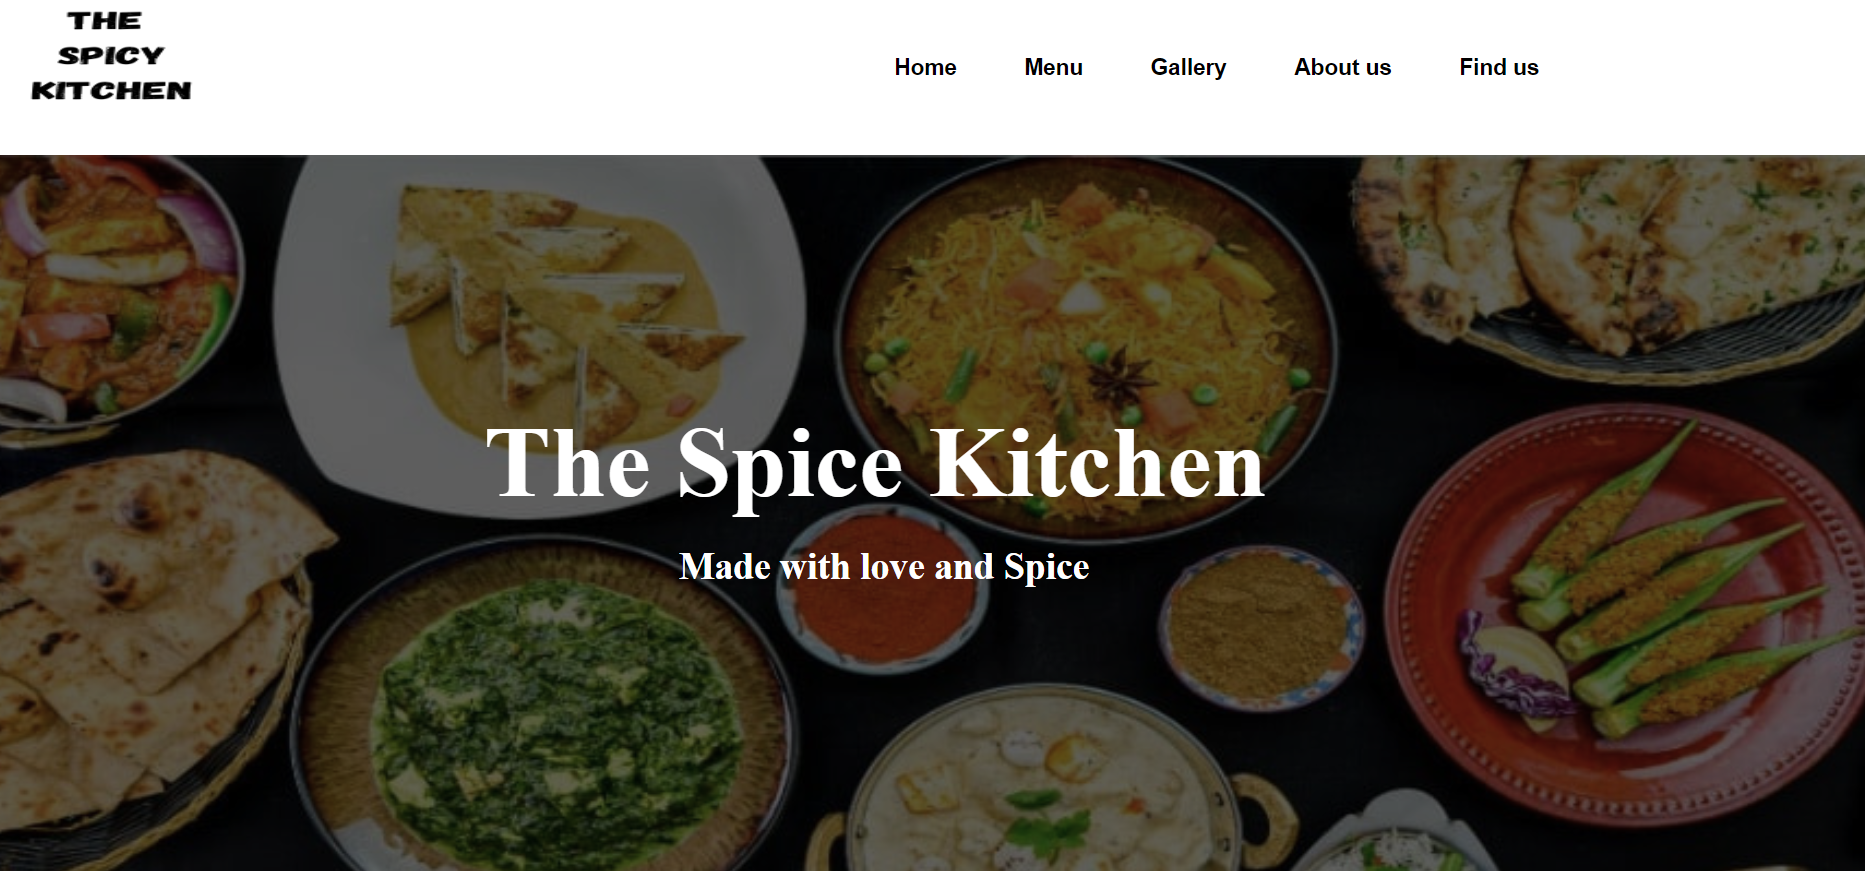 THE
SPICY
KITCHEN
Home Menu Gallery About us Find us
The Spice Kitchen
Made with love and Spice